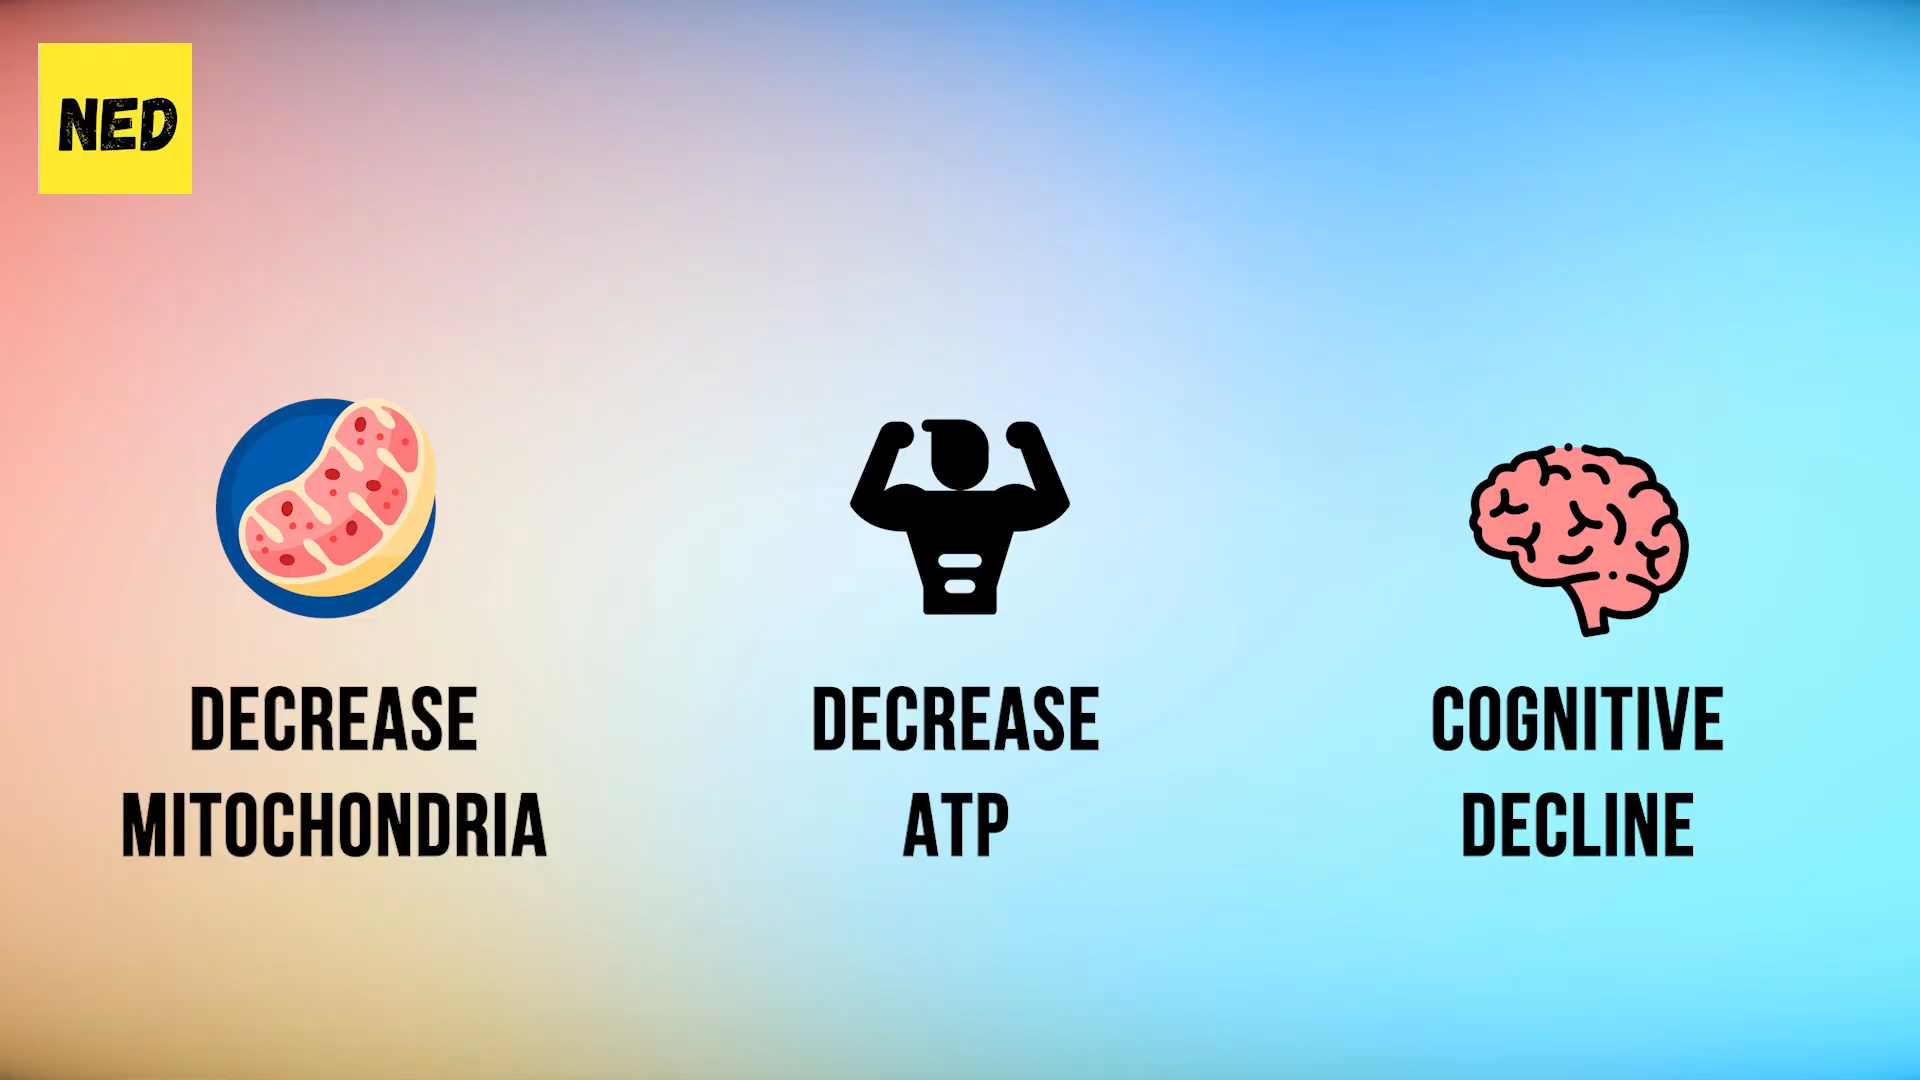 NED
DECREASE
MITOCHONDRIA
DECREASE
ATP
COGNITIVE
DECLINE